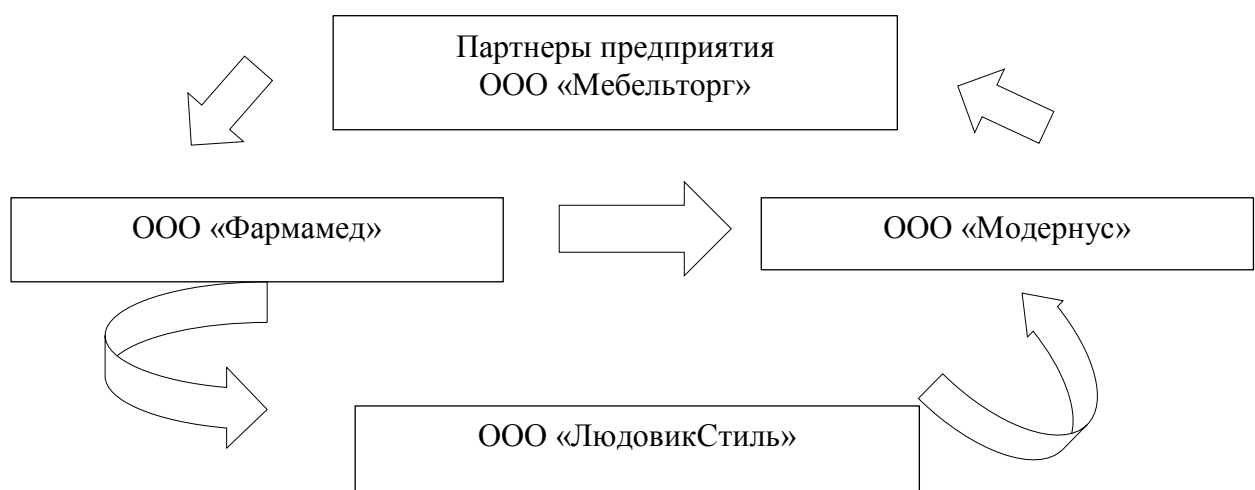 Партнеры предприятия
ООО «Мебельторг»
ООО «Фармамед»
ООО «Модернус»
ООО «ЛюдовикСтиль»